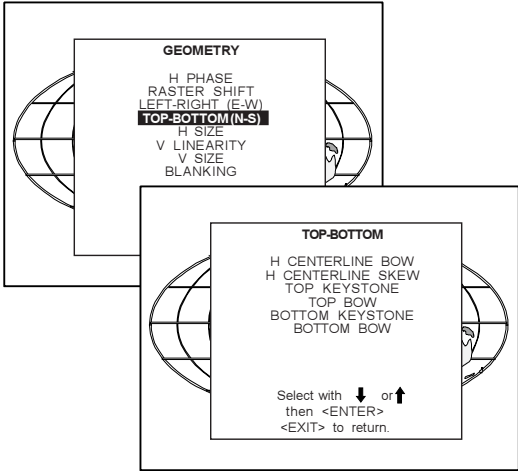 GEOMETRY
H PHASE
RASTER SHIFT
LEFT-RIGHT (E-W)
TOP-BOTTOM (N-S)
H SIZE
V LINEARITY
V SIZE
BLANKING
TOP-BOTTOM
H CENTERLINE BOW
H CENTERLINE SKEW
TOP KEYSTONE
TOP BOW
BOTTOM KEYSTONE
BOTTOM BOW
Select with ⬇ or ⬆
then <ENTER>
<EXIT> to return.